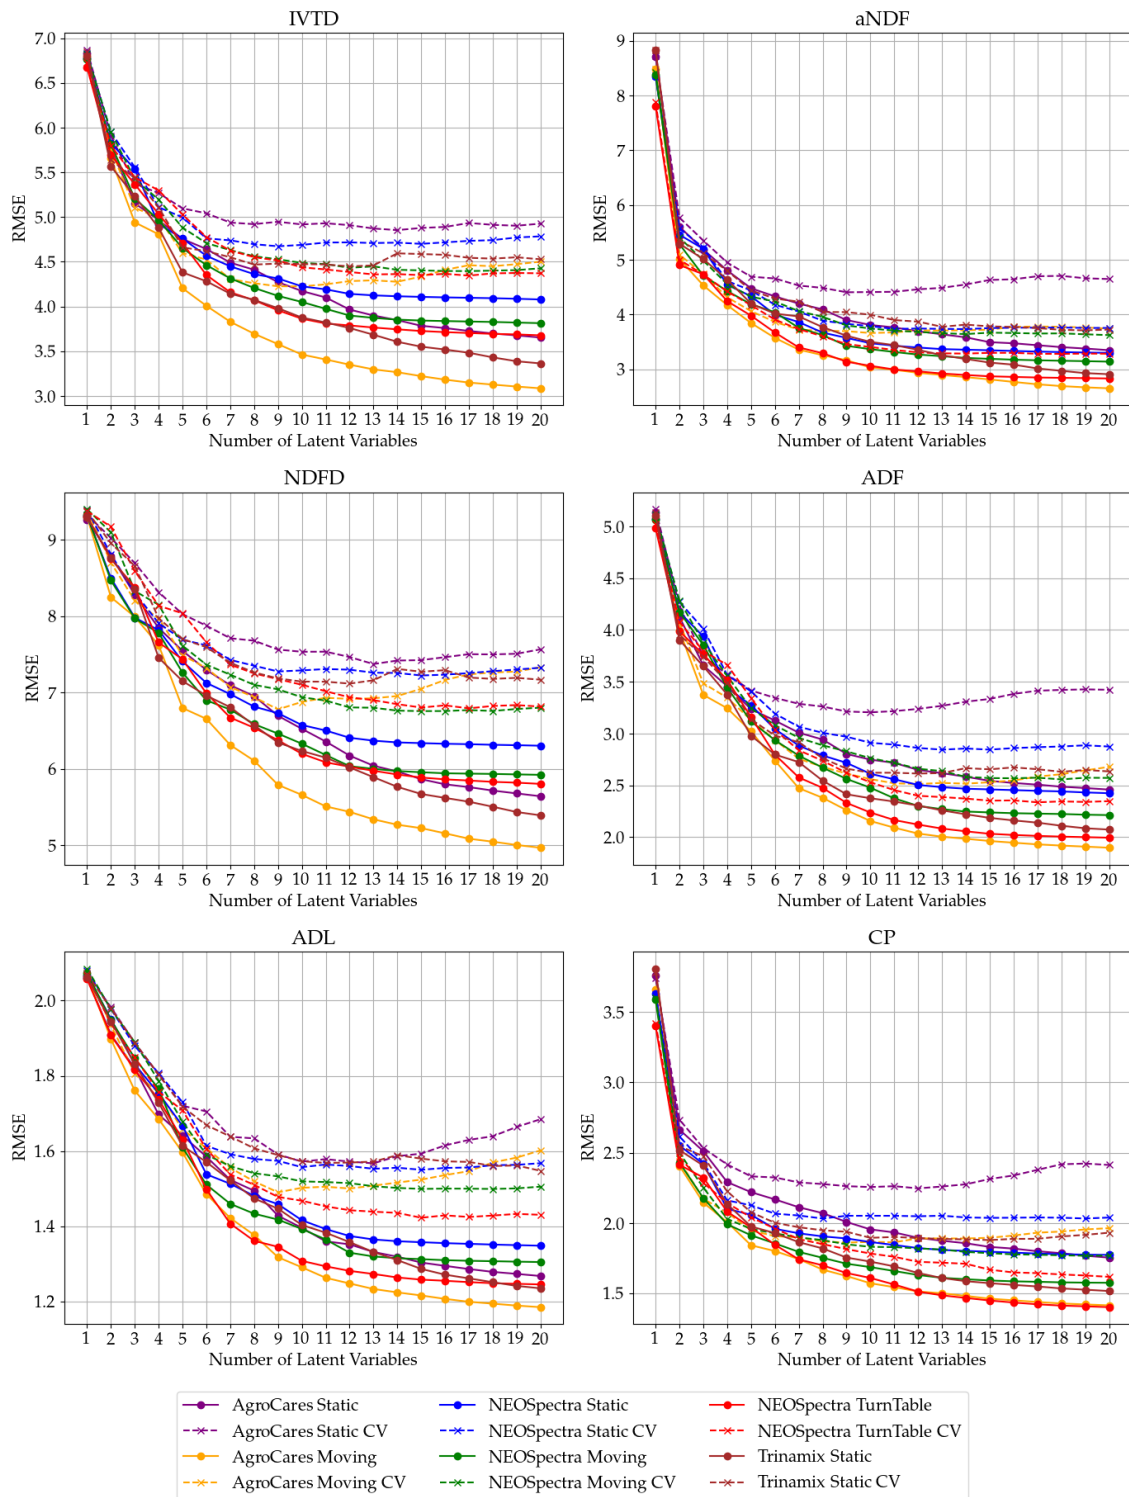 IVTD
7.0
6.5
6.0
5.5
5.0
4.5
4.0
3.5
3.0
RMSE
1 2 3 4 5 6 7 8 9 10 11 12 13 14 15 16 17 18 19 20
Number of Latent Variables
aNDF
9
8
7
6
5
4
3
RMSE
1 2 3 4 5 6 7 8 9 10 11 12 13 14 15 16 17 18 19 20
Number of Latent Variables
NDFD
9
8
7
6
5
RMSE
1 2 3 4 5 6 7 8 9 10 11 12 13 14 15 16 17 18 19 20
Number of Latent Variables
ADF
5.0
4.5
4.0
3.5
3.0
2.5
2.0
RMSE
1 2 3 4 5 6 7 8 9 10 11 12 13 14 15 16 17 18 19 20
Number of Latent Variables
ADL
2.0
1.8
1.6
1.4
1.2
RMSE
1 2 3 4 5 6 7 8 9 10 11 12 13 14 15 16 17 18 19 20
Number of Latent Variables
CP
3.5
3.0
2.5
2.0
1.5
RMSE
1 2 3 4 5 6 7 8 9 10 11 12 13 14 15 16 17 18 19 20
Number of Latent Variables
AgroCares Static
AgroCares Static CV
AgroCares Moving
AgroCares Moving CV
NEOSpectra Static
NEOSpectra Static CV
NEOSpectra Moving
NEOSpectra Moving CV
NEOSpectra TurnTable
NEOSpectra TurnTable CV
Trinamix Static
Trinamix Static CV